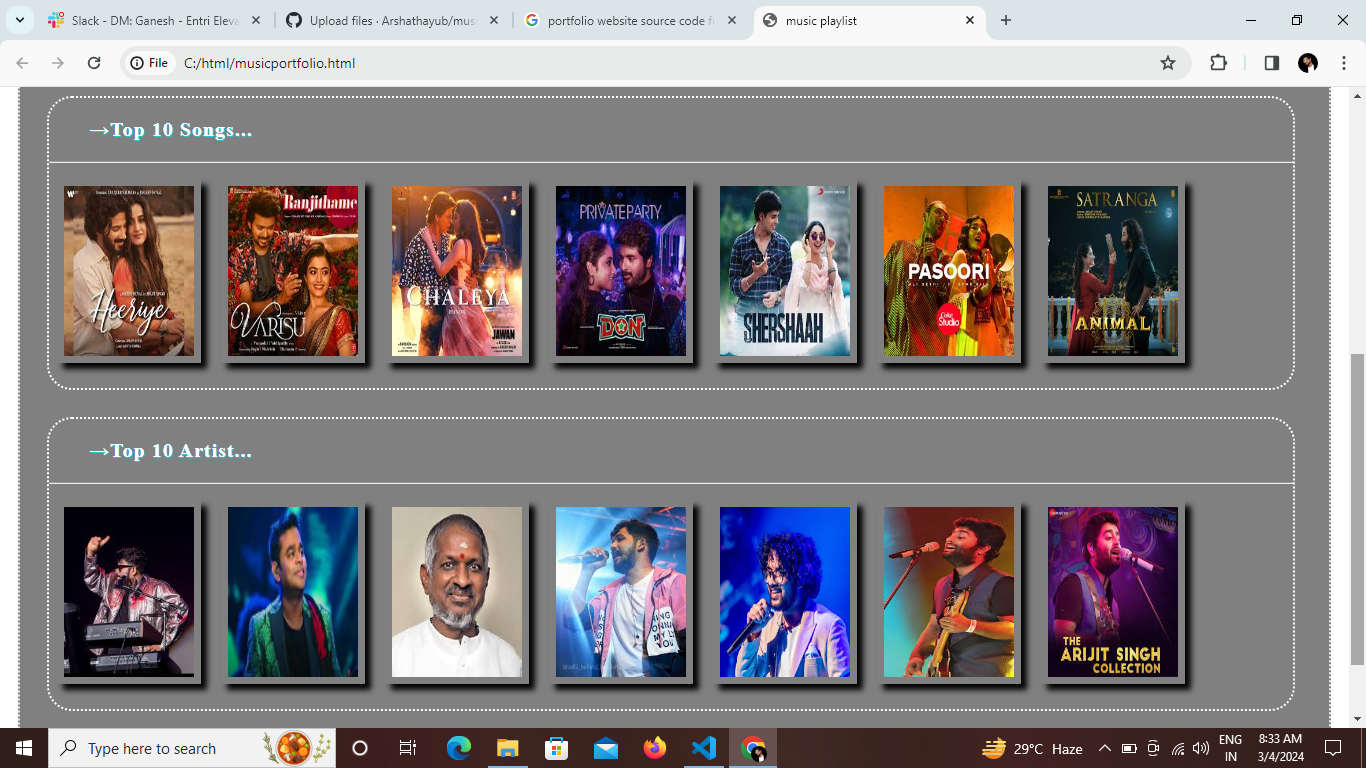 Slack - DM: Ganesh - Entri Eleva
Upload files · Arshathayub/mus
portfolio website source code f
music playlist
File
C:/html/musicportfolio.html
→Top 10 Songs...
Heeriye
Ranjithame
VARISU
CHALEYA
HINDI
JAWAN
PRIVATE PARTY
DON
SHERSHAAH
PASOORI
Coke
Studio
SATRANGA
ANIMAL
→Top 10 Artist...
THE
ARIJIT SINGH
COLLECTION
Type here to search
29°C Haze
ENG
IN
8:33 AM
3/4/2024